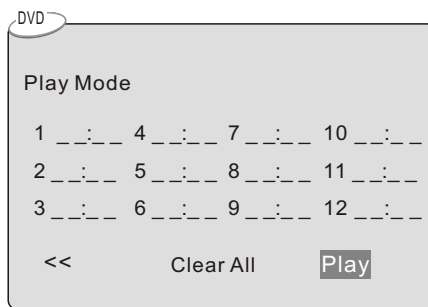 DVD
Play Mode
1 _ _:_ _ 4 _ _:_ _ 7 _ _:_ _ 10 _ _:_ _
2 _ _:_ _ 5 _ _:_ _ 8 _ _:_ _ 11 _ _:_ _
3 _ _:_ _ 6 _ _:_ _ 9 _ _:_ _ 12 _ _:_ _
<< Clear All Play